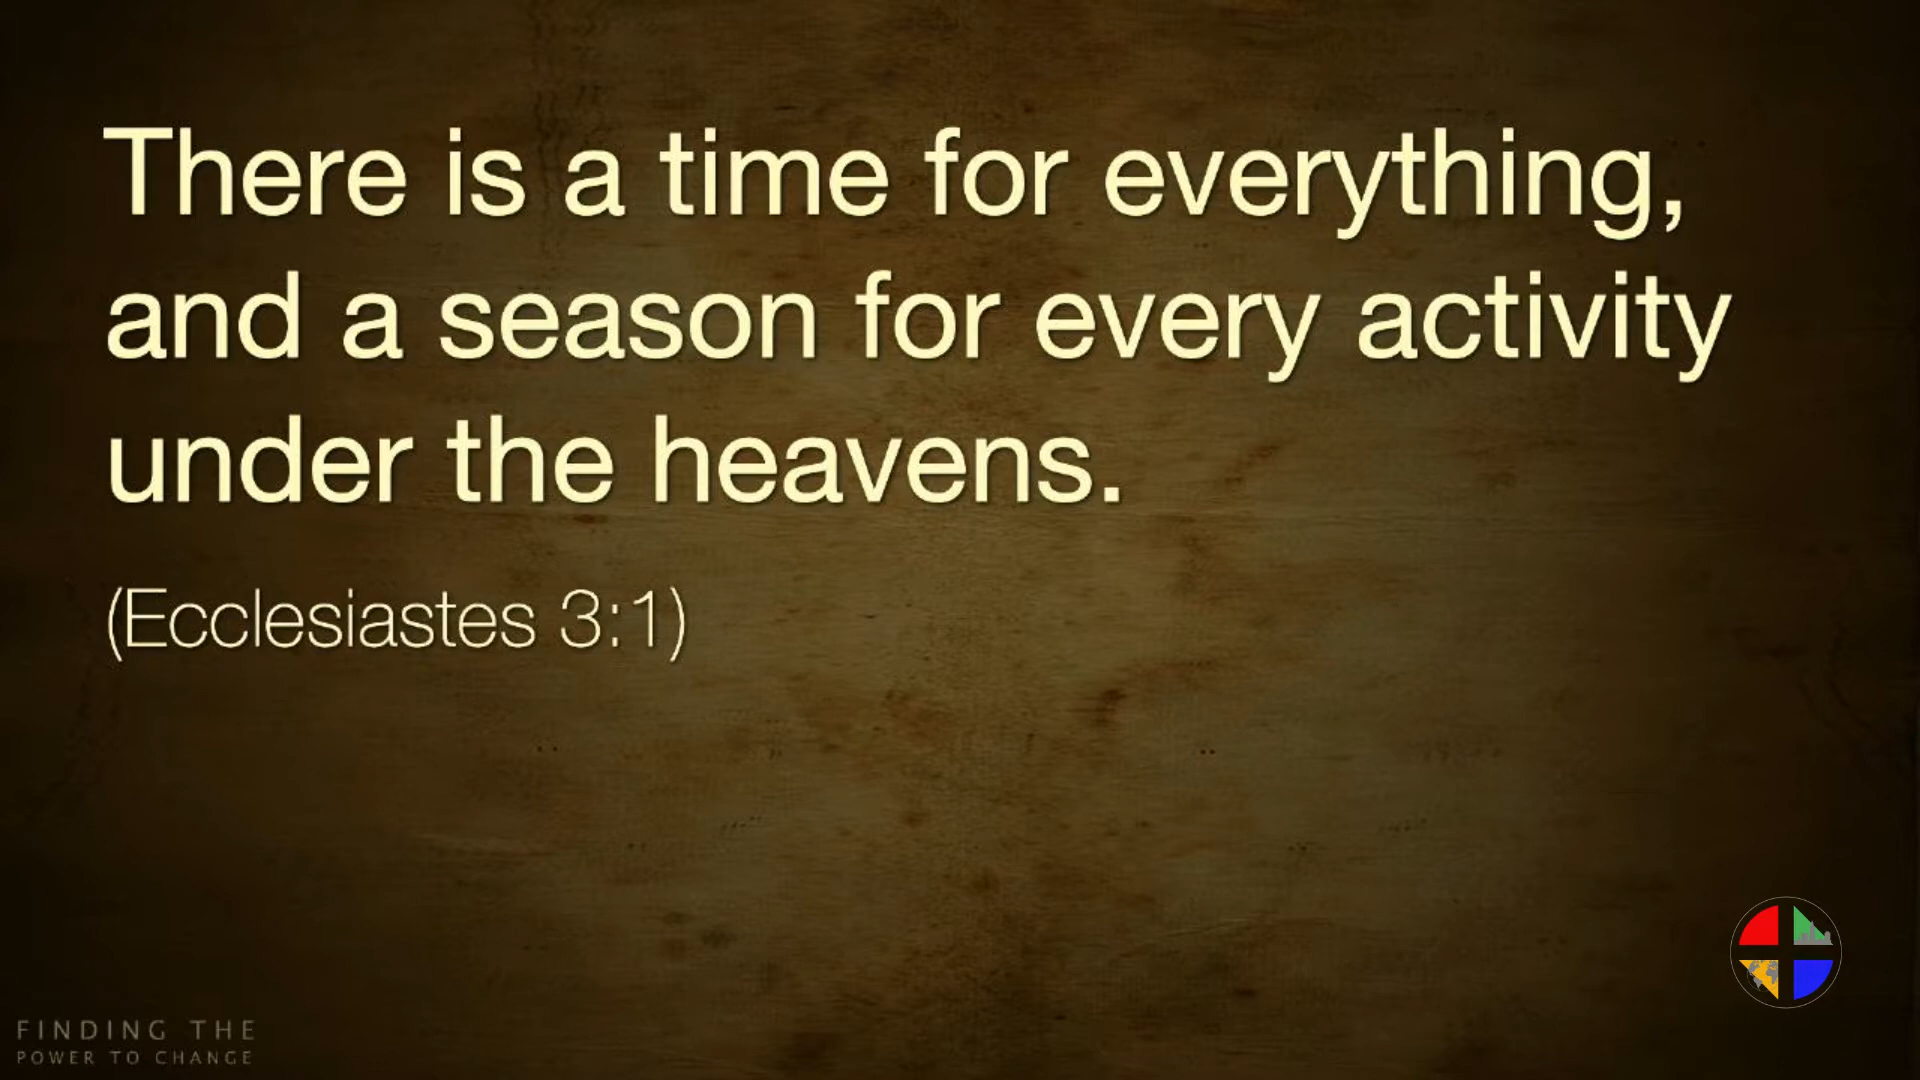 There is a time for everything,
and a season for every activity
under the heavens.
(Ecclesiastes 3:1)
FINDING THE
POWER TO CHANGE